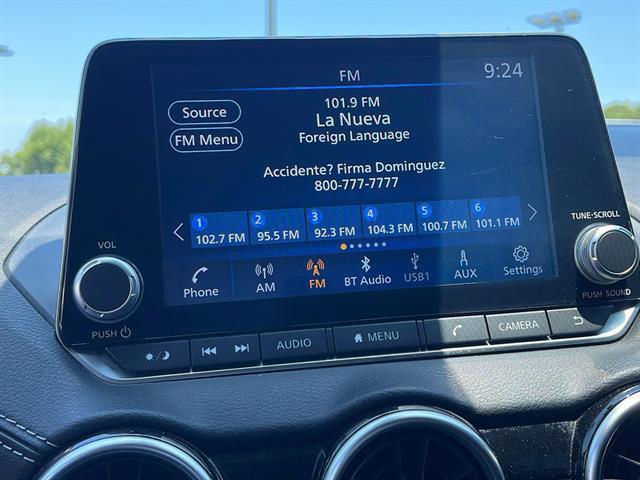 FM
9:24
Source
FM Menu
101.9 FM
La Nueva
Foreign Language
Accidente? Firma Dominguez
800-777-7777
1 2 3 4 5 6
102.7 FM 95.5 FM 92.3 FM 104.3 FM 100.7 FM 101.1 FM
Phone AM FM BT Audio USB1 AUX Settings
VOL
PUSH
TUNE·SCROLL
PUSH SOUND
AUDIO MENU CAMERA